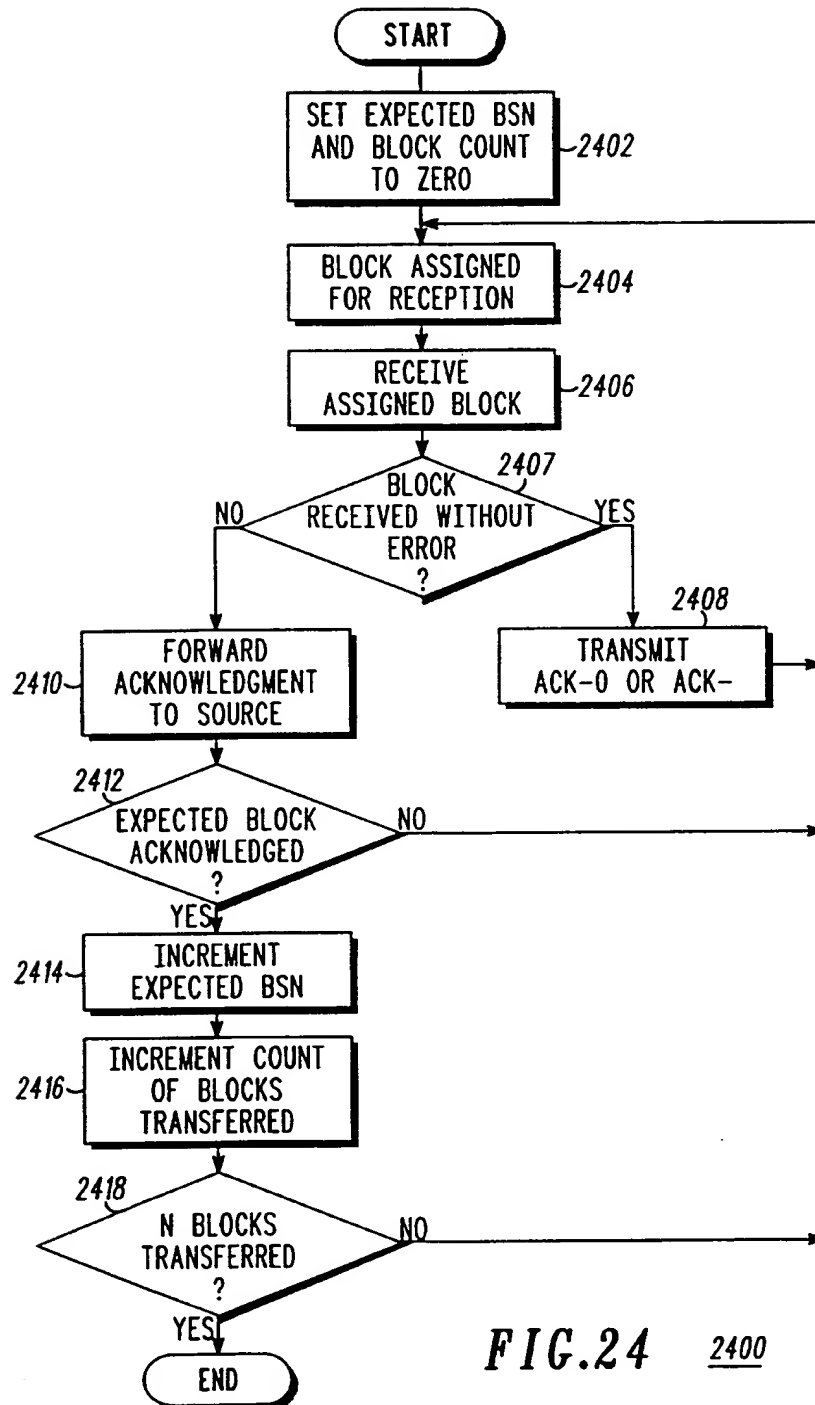 START
SET EXPECTED BSN
AND BLOCK COUNT
TO ZERO
2402
BLOCK ASSIGNED
FOR RECEPTION
2404
RECEIVE
ASSIGNED BLOCK
2406
2407
BLOCK
RECEIVED WITHOUT
ERROR
?
NO
YES
2408
TRANSMIT
ACK-0 OR ACK-
2410
FORWARD
ACKNOWLEDGMENT
TO SOURCE
2412
EXPECTED BLOCK
ACKNOWLEDGED
?
NO
YES
2414
INCREMENT
EXPECTED BSN
2416
INCREMENT COUNT
OF BLOCKS
TRANSFERRED
2418
N BLOCKS
TRANSFERRED
?
NO
YES
END
FIG.24 2400